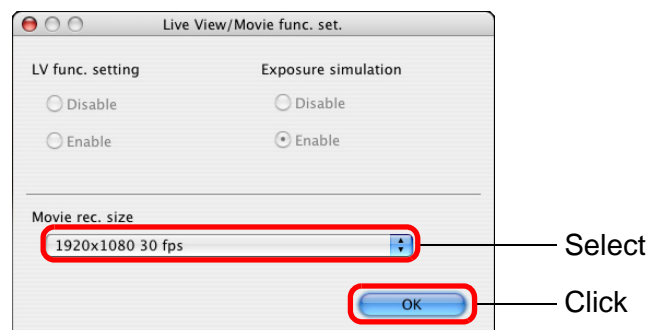 Live View/Movie func. set.
LV func. setting Exposure simulation
Disable Disable
Enable Enable
Movie rec. size
1920x1080 30 fps
Select
OK
Click